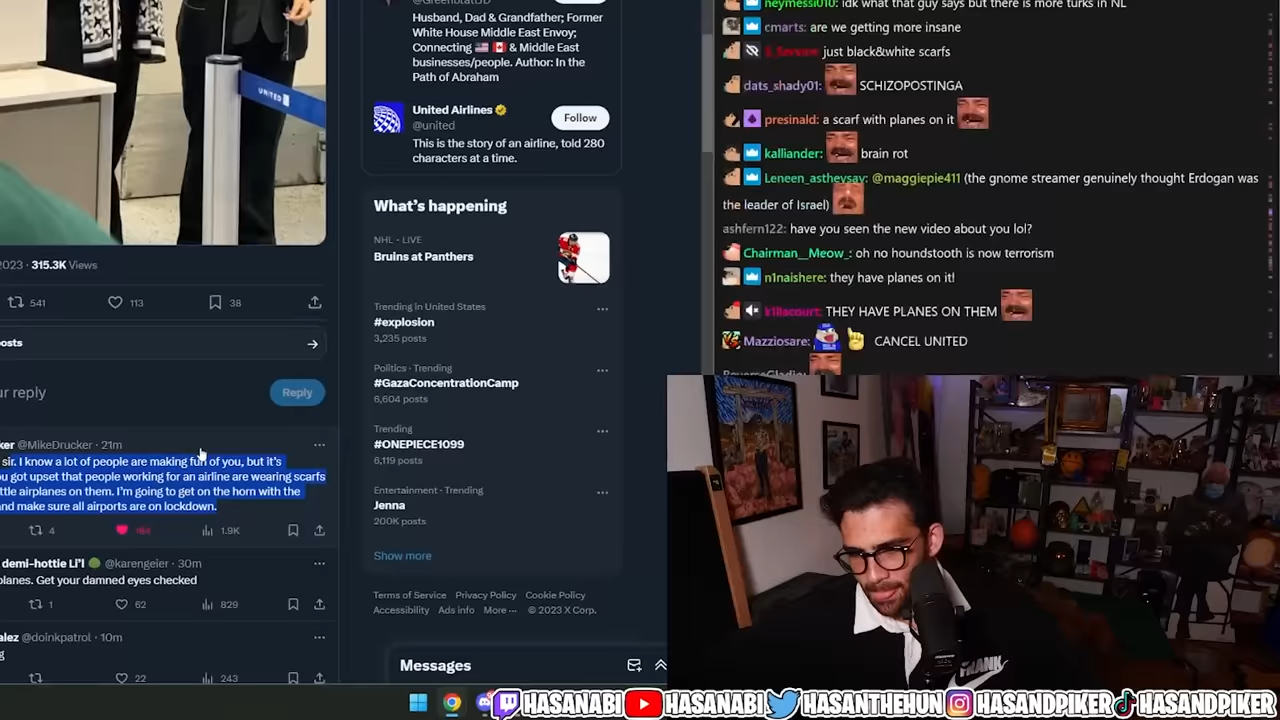 UNITED
2023 · 315.3K Views
541
113
38
posts
ur reply
Reply
ker @MikeDrucker · 21m
sir. I know a lot of people are making fun of you, but it's
u got upset that people working for an airline are wearing scarfs
ttle airplanes on them. I'm going to get on the horn with the
and make sure all airports are on lockdown.
4
1.9K
demi-hottie Li'l @karengeier · 30m
planes. Get your damned eyes checked
1
62
829
alez @doinkpatrol · 10m
g
22
243
Husband, Dad & Grandfather; Former
White House Middle East Envoy;
Connecting & Middle East
businesses/people. Author: In the
Path of Abraham
United Airlines
@united
Follow
This is the story of an airline, told 280
characters at a time.
What's happening
NHL · LIVE
Bruins at Panthers
Trending in United States
#explosion
3,235 posts
Politics · Trending
#GazaConcentrationCamp
6,604 posts
Trending
#ONEPIECE1099
6,119 posts
Entertainment · Trending
Jenna
200K posts
Show more
Terms of Service Privacy Policy Cookie Policy
Accessibility Ads info More ··· © 2023 X Corp.
Messages
neymessi010: idk what that guy says but there is more turks in NL
cmarts: are we getting more insane
just black&white scarfs
dats_shady01: SCHIZOPOSTINGA
presinald: a scarf with planes on it
kalliander: brain rot
Leneen_astheysay: @maggiepie411 (the gnome streamer genuinely thought Erdogan was
the leader of Israel)
ashfern122: have you seen the new video about you lol?
Chairman__Meow_: oh no houndstooth is now terrorism
n1naishere: they have planes on it!
THEY HAVE PLANES ON THEM
Mazziosare: CANCEL UNITED
HASANABI HASANABI HASANTHEHUN HASANDPIKER HASANDPIKER